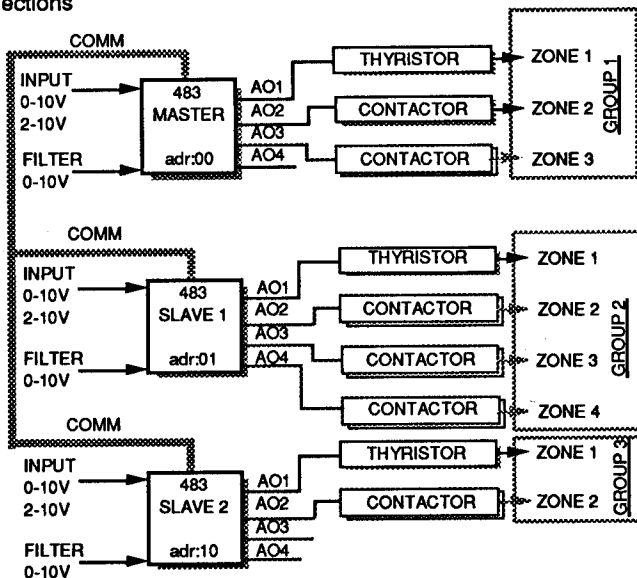 ections
COMM
INPUT
0-10V
2-10V
FILTER
0-10V
483
MASTER
adr:00
AO1
AO2
AO3
AO4
THYRISTOR
CONTACTOR
CONTACTOR
ZONE 1
ZONE 2
ZONE 3
GROUP 1
COMM
INPUT
0-10V
2-10V
FILTER
0-10V
483
SLAVE 1
adr:01
AO1
AO2
AO3
AO4
THYRISTOR
CONTACTOR
CONTACTOR
CONTACTOR
ZONE 1
ZONE 2
ZONE 3
ZONE 4
GROUP 2
COMM
INPUT
0-10V
2-10V
FILTER
0-10V
483
SLAVE 2
adr:10
AO1
AO2
AO3
AO4
THYRISTOR
CONTACTOR
ZONE 1
ZONE 2
GROUP 3